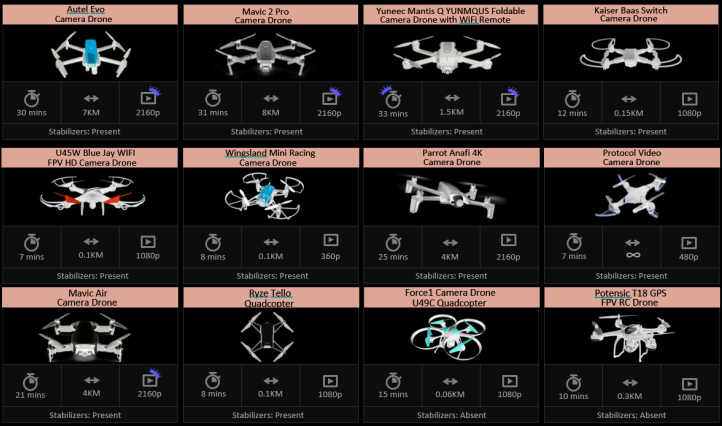 Autel Evo
Camera Drone
30 mins
7KM
2160p
Stabilizers: Present
Mavic 2 Pro
Camera Drone
31 mins
8KM
2160p
Stabilizers: Present
Yuneec Mantis Q YUNMQUS Foldable
Camera Drone with WiFi Remote
33 mins
1.5KM
2160p
Stabilizers: Present
Kaiser Baas Switch
Camera Drone
12 mins
0.15KM
1080p
Stabilizers: Present
U45W Blue Jay WIFI
FPV HD Camera Drone
7 mins
0.1KM
1080p
Stabilizers: Present
Wingsland Mini Racing
Camera Drone
8 mins
0.1KM
360p
Stabilizers: Present
Parrot Anafi 4K
Camera Drone
25 mins
4KM
2160p
Stabilizers: Present
Protocol Video
Camera Drone
7 mins
∞
480p
Stabilizers: Present
Mavic Air
Camera Drone
21 mins
4KM
2160p
Stabilizers: Present
Ryze Tello
Quadcopter
8 mins
0.1KM
1080p
Stabilizers: Present
Force1 Camera Drone
U49C Quadcopter
15 mins
0.06KM
1080p
Stabilizers: Absent
Potensic T18 GPS
FPV RC Drone
10 mins
0.3KM
1080p
Stabilizers: Absent